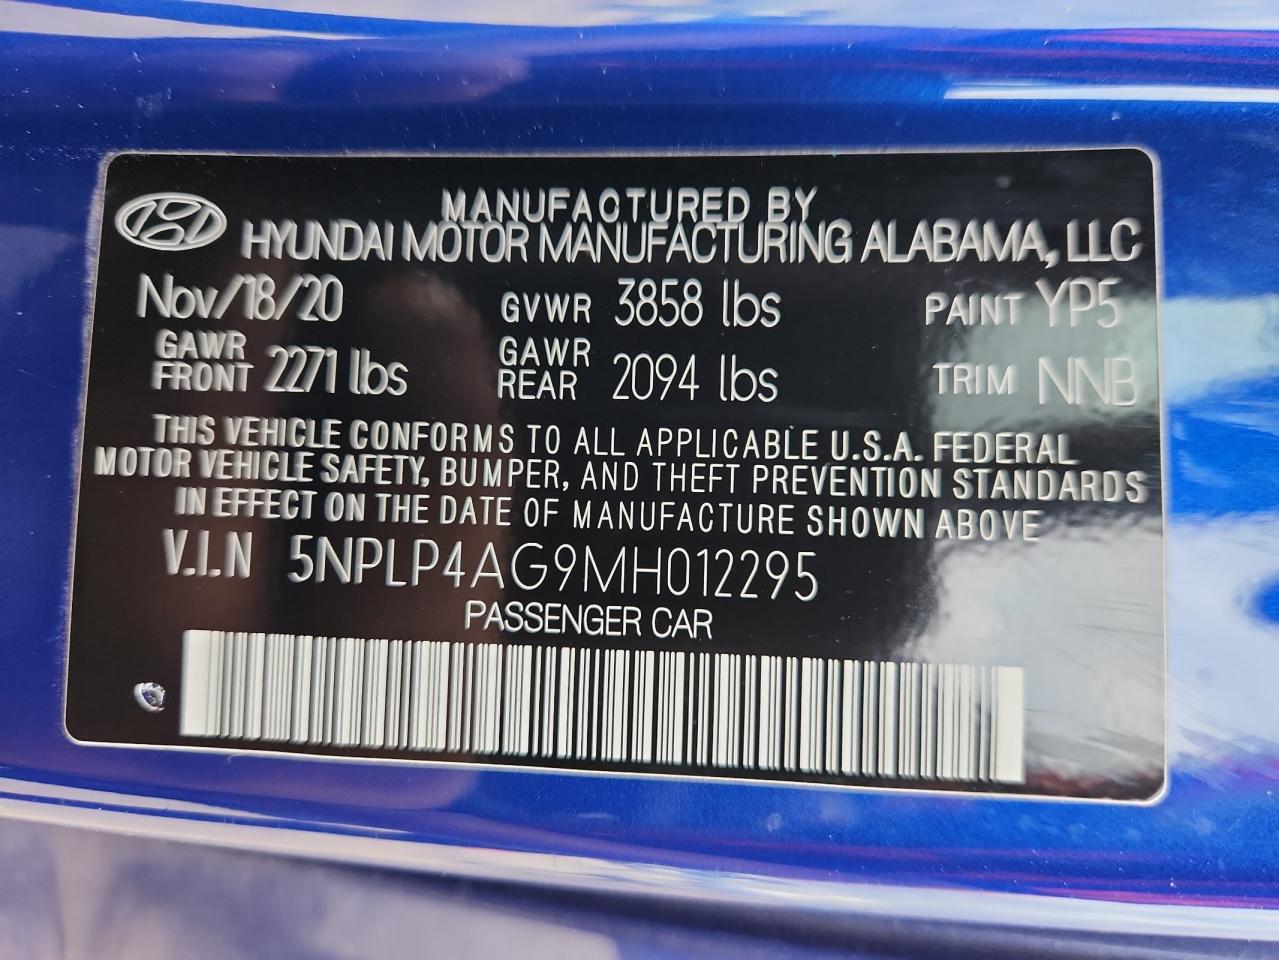 MANUFACTURED BY
HYUNDAI MOTOR MANUFACTURING ALABAMA, LLC
Nov/18/20 GVWR 3858 lbs PAINT YP5
GAWR FRONT 2271 lbs GAWR REAR 2094 lbs TRIM NNB
THIS VEHICLE CONFORMS TO ALL APPLICABLE U.S.A. FEDERAL
MOTOR VEHICLE SAFETY, BUMPER, AND THEFT PREVENTION STANDARDS
IN EFFECT ON THE DATE OF MANUFACTURE SHOWN ABOVE
V.I.N 5NPLP4AG9MH012295
PASSENGER CAR